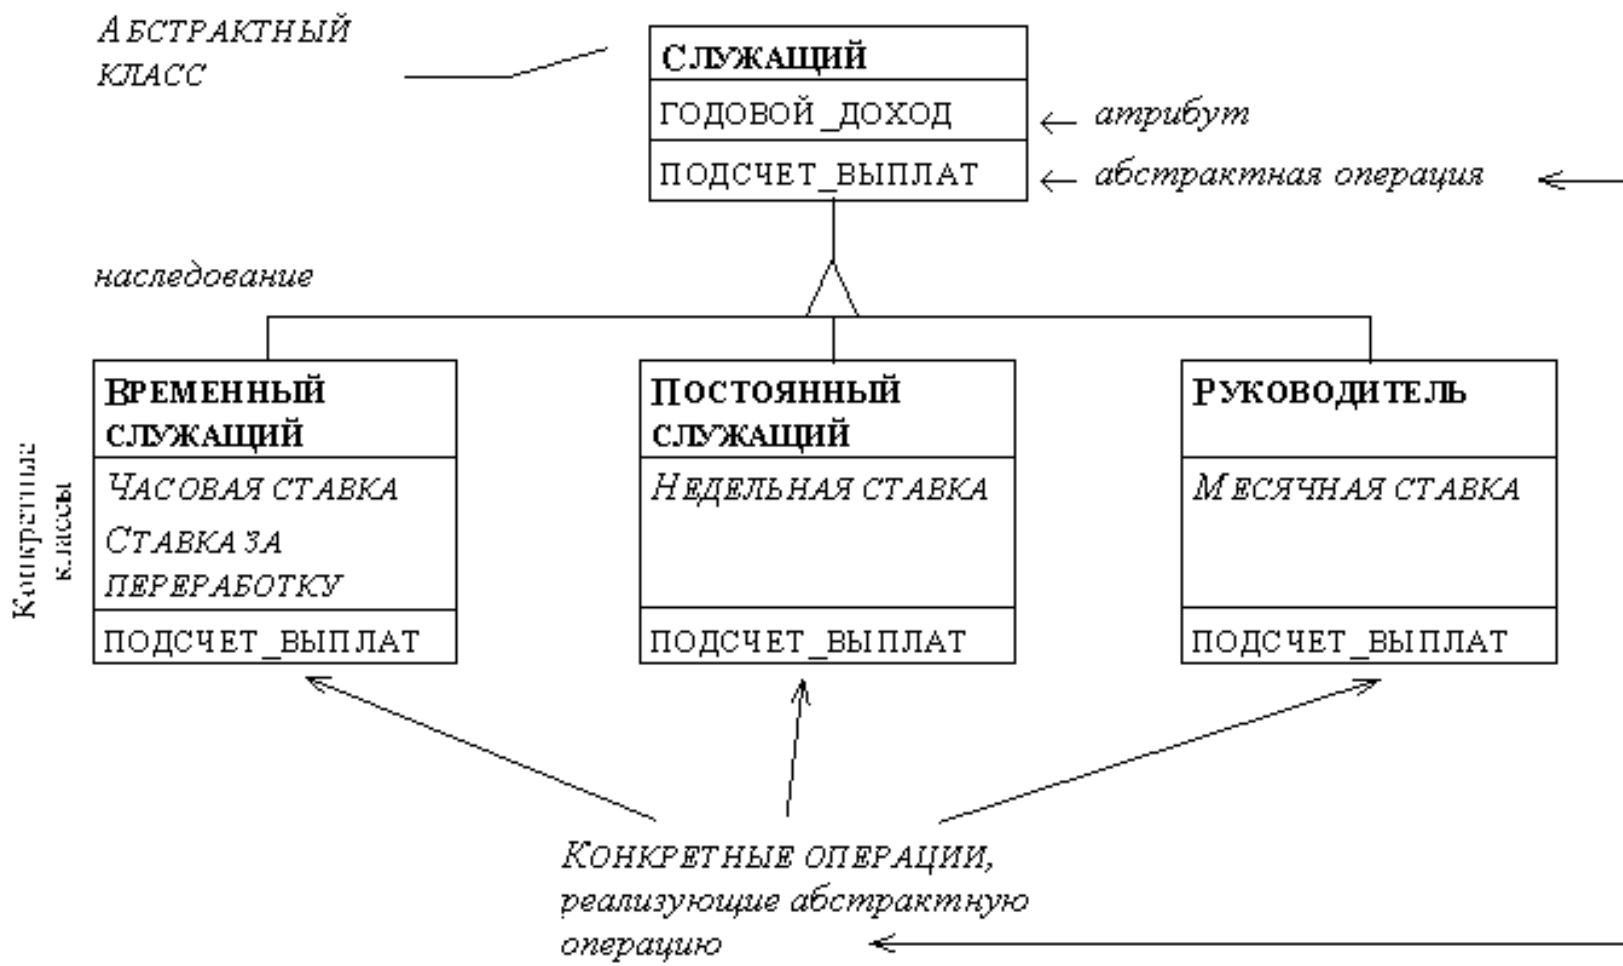 АБСТРАКТНЫЙ
КЛАСС
СЛУЖАЩИЙ
ГОДОВОЙ_ДОХОД
← атрибут
ПОДСЧЕТ_ВЫПЛАТ
← абстрактная операция
наследование
Конкретные
классы
ВРЕМЕННЫЙ
СЛУЖАЩИЙ
ЧАСОВАЯ СТАВКА
СТАВКА ЗА
ПЕРЕРАБОТКУ
ПОДСЧЕТ_ВЫПЛАТ
ПОСТОЯННЫЙ
СЛУЖАЩИЙ
НЕДЕЛЬНАЯ СТАВКА
ПОДСЧЕТ_ВЫПЛАТ
РУКОВОДИТЕЛЬ
МЕСЯЧНАЯ СТАВКА
ПОДСЧЕТ_ВЫПЛАТ
КОНКРЕТНЫЕ ОПЕРАЦИИ,
реализующие абстрактную
операцию